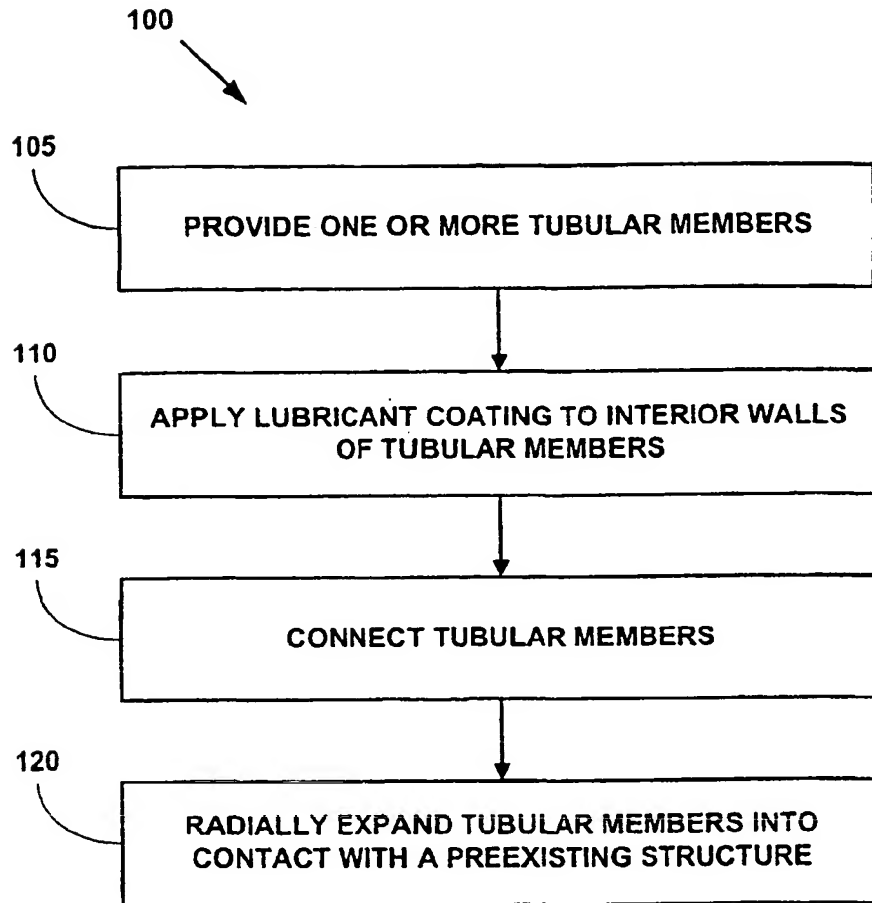 100
105
PROVIDE ONE OR MORE TUBULAR MEMBERS
110
APPLY LUBRICANT COATING TO INTERIOR WALLS
OF TUBULAR MEMBERS
115
CONNECT TUBULAR MEMBERS
120
RADIALLY EXPAND TUBULAR MEMBERS INTO
CONTACT WITH A PREEXISTING STRUCTURE